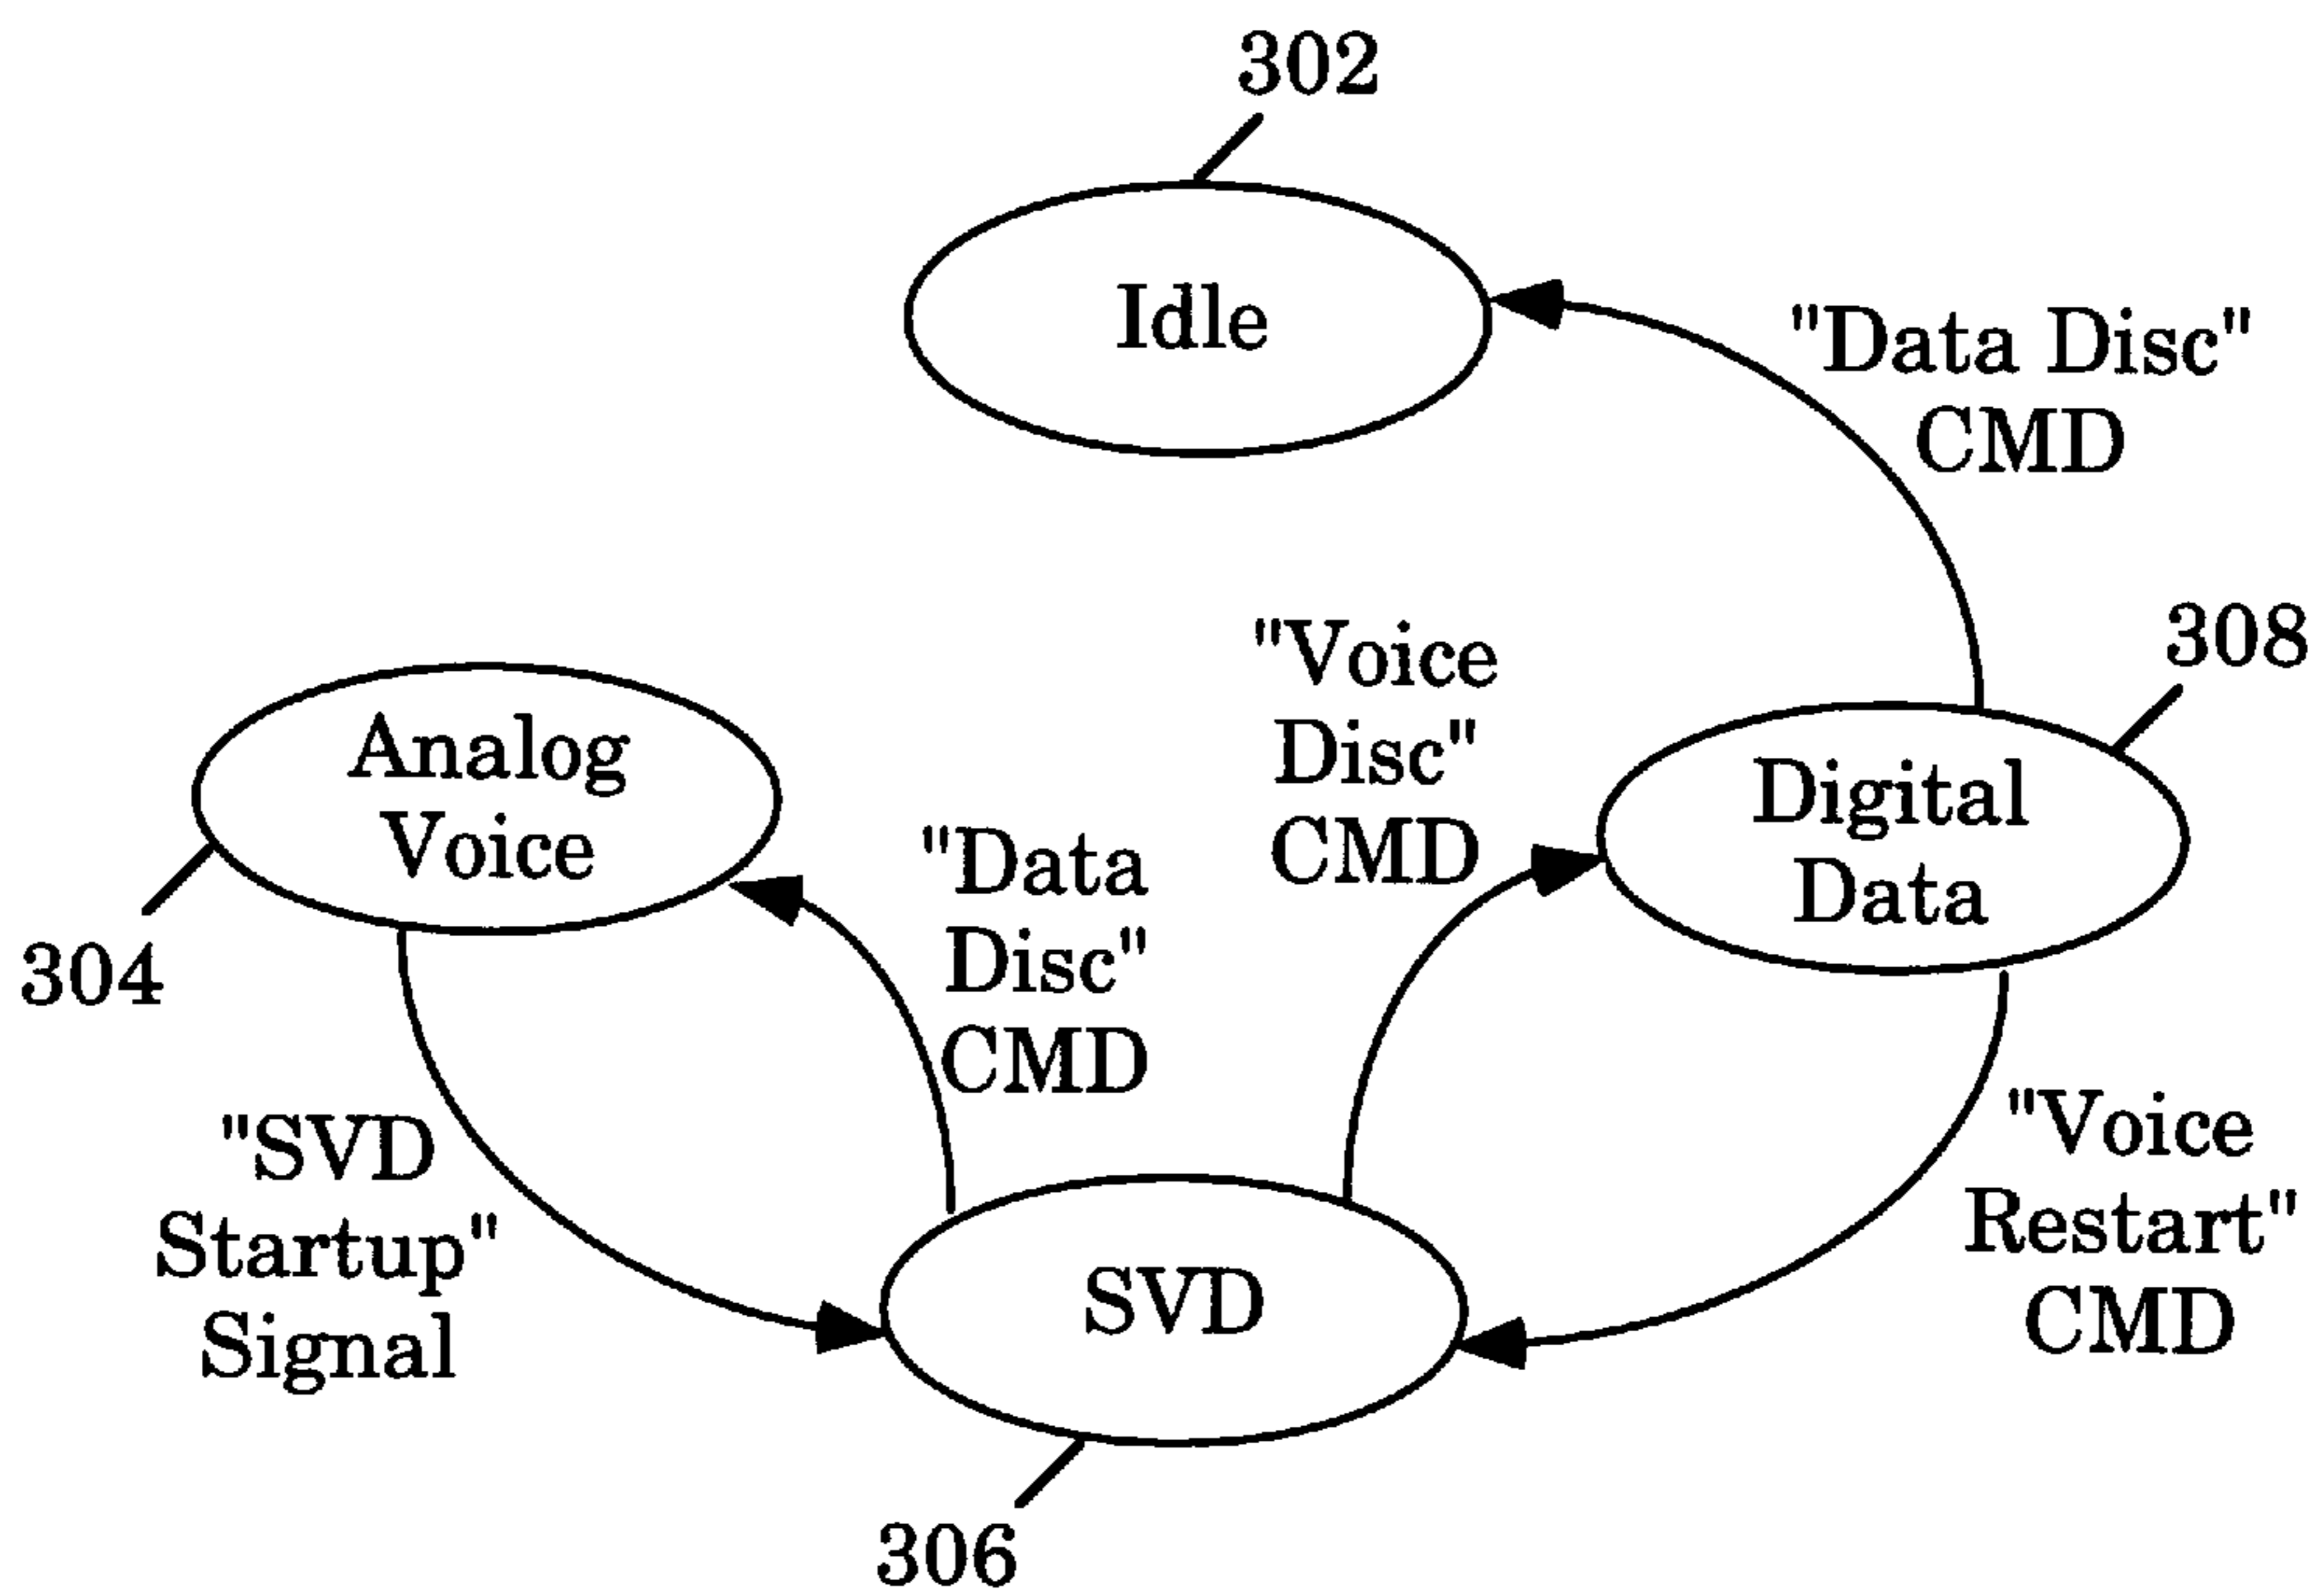 302
Idle
"Data Disc"
CMD
308
"Voice
Disc"
CMD
Analog
Voice
Digital
Data
"Data
Disc"
CMD
304
"SVD
Startup"
Signal
"Voice
Restart"
CMD
SVD
306